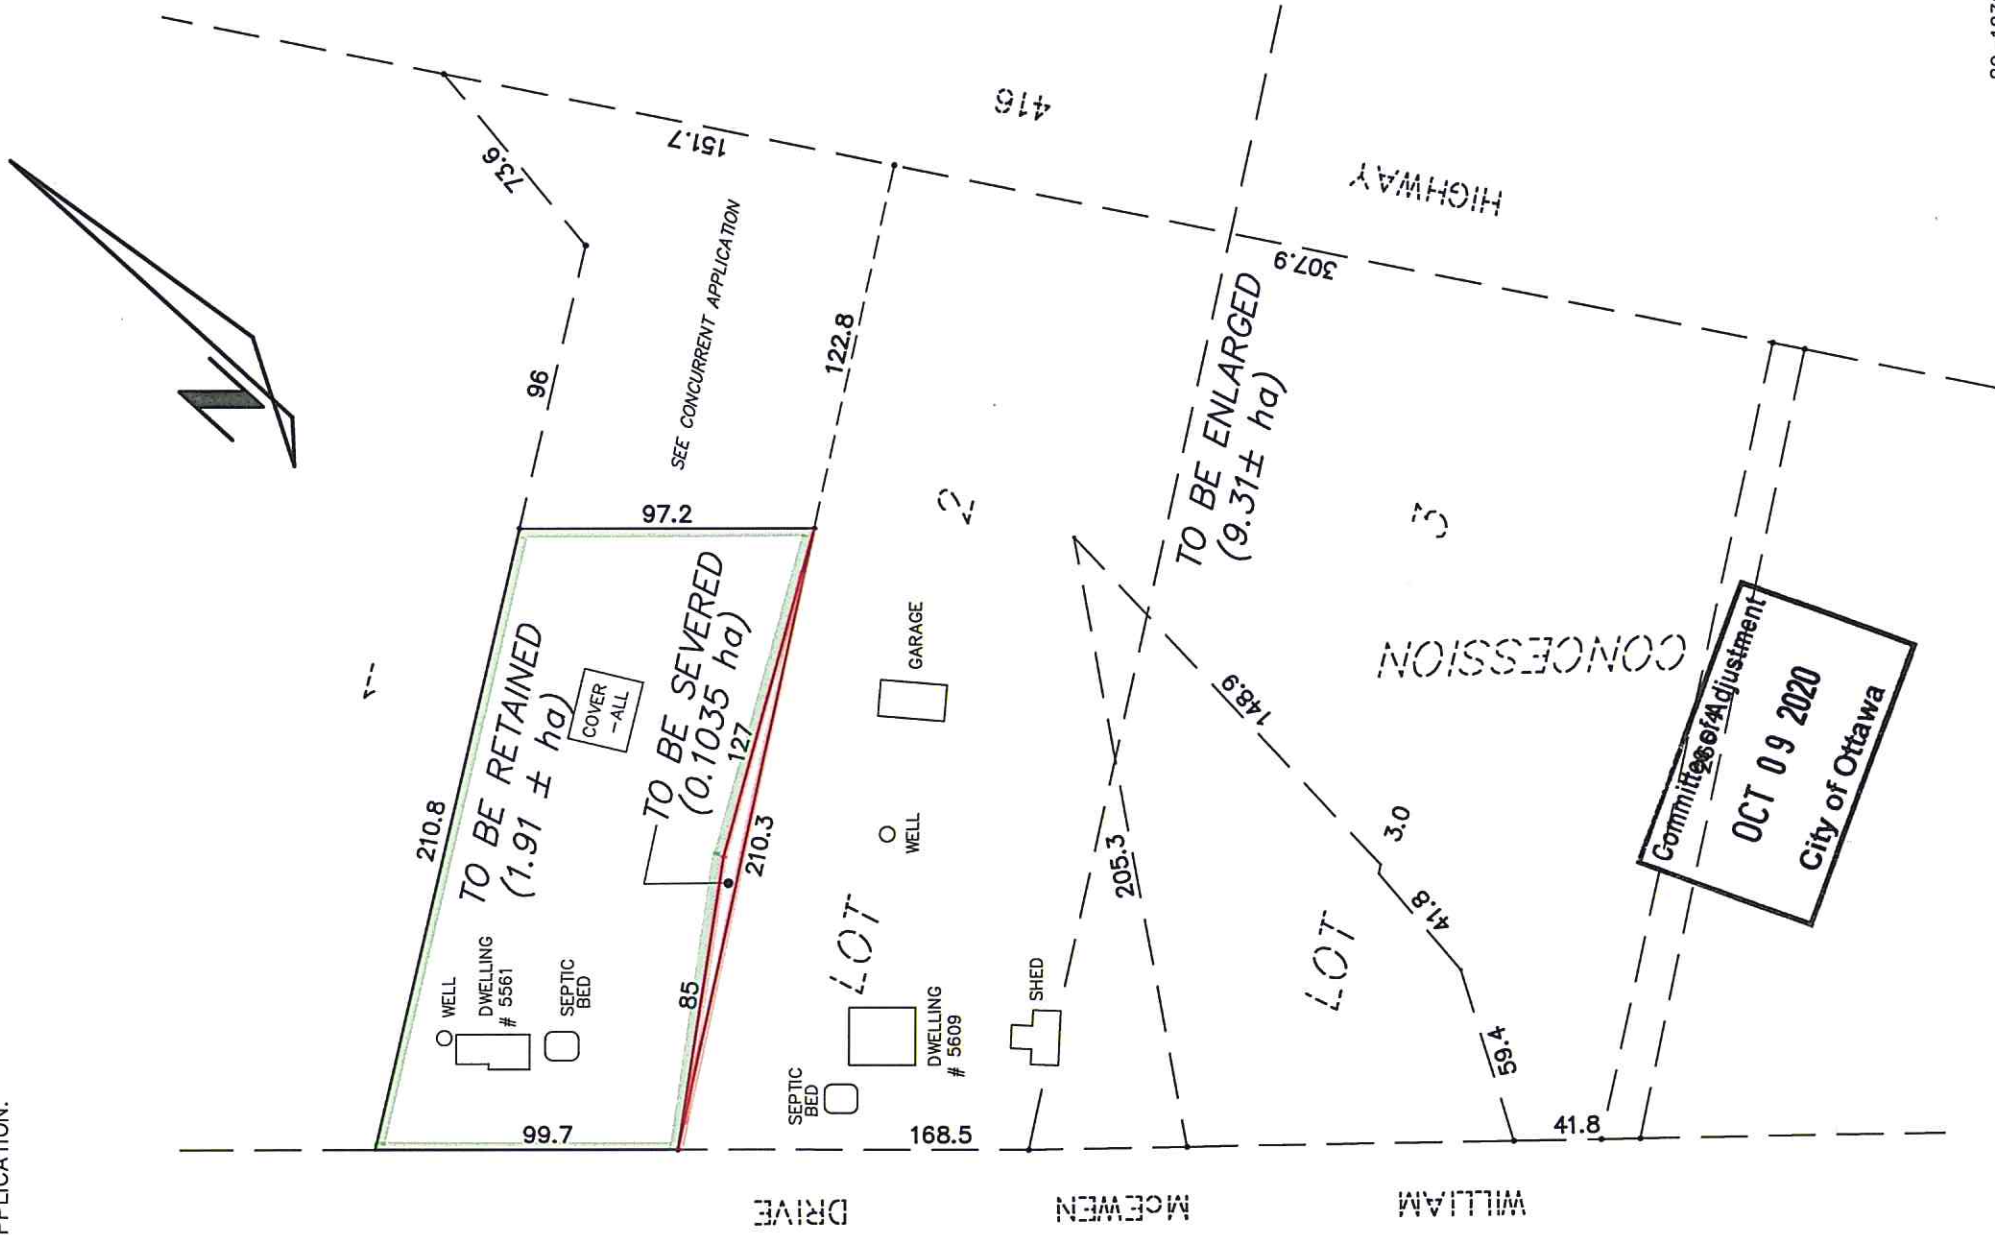 PPLICATION.
416
HIGHWAY
73.6
151.7
96
SEE CONCURRENT APPLICATION
122.8
307.9
97.2
1
2
3
TO BE ENLARGED
(9.31± ha)
210.8
TO BE RETAINED
(1.91 ± ha)
COVER
-ALL
TO BE SEVERED
(0.1035 ha)
127
210.3
85
GARAGE
WELL
LOT
CONCESSION
148.9
205.3
3.0
41.8
59.4
LOT
WELL
DWELLING
# 5561
SEPTIC
BED
SHED
DWELLING
# 5609
SEPTIC
BED
99.7
168.5
41.8
Committee of Adjustment
OCT 09 2020
City of Ottawa
WILLIAM
McEWEN
DRIVE
N